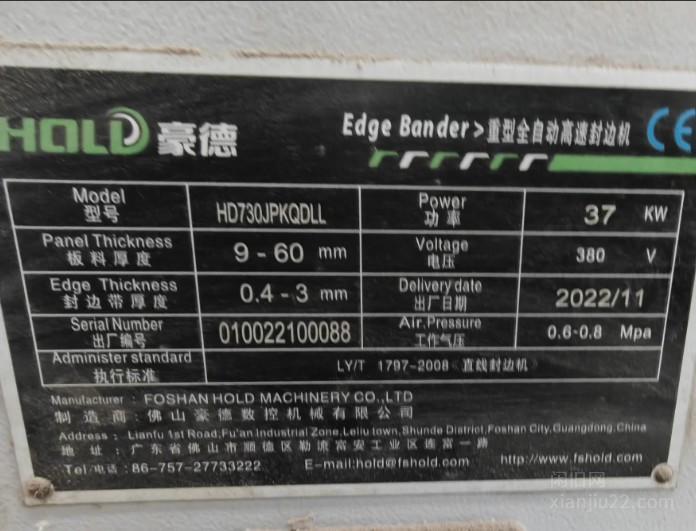 HOLD 豪德
Edge Bander>重型全自动高速封边机 CE
Model 型号 HD730JPKQDLL Power 功率 37 KW
Panel Thickness 板料厚度 9-60 mm Voltage 电压 380 V
Edge Thickness 封边带厚度 0.4-3 mm Delivery date 出厂日期 2022/11
Serial Number 出厂编号 010022100088 Air.Pressure 工作气压 0.6-0.8 Mpa
Administer standard 执行标准 LY/T 1797-2008《直线封边机》
Manufacturer : FOSHAN HOLD MACHINERY CO.,LTD
制造商:佛山豪德数控机械有限公司
Address : Lianfu 1st Road,Fu'an Industrial Zone,Leliu town,Shunde District,Foshan City,Guangdong,China
地址:广东省佛山市顺德区勒流富安工业区连富一路
Tel/电话 : 86-757-27733222 E-mail:hold@fshold.com http://www.fshold.com
闲旧网
xianjiu22.com